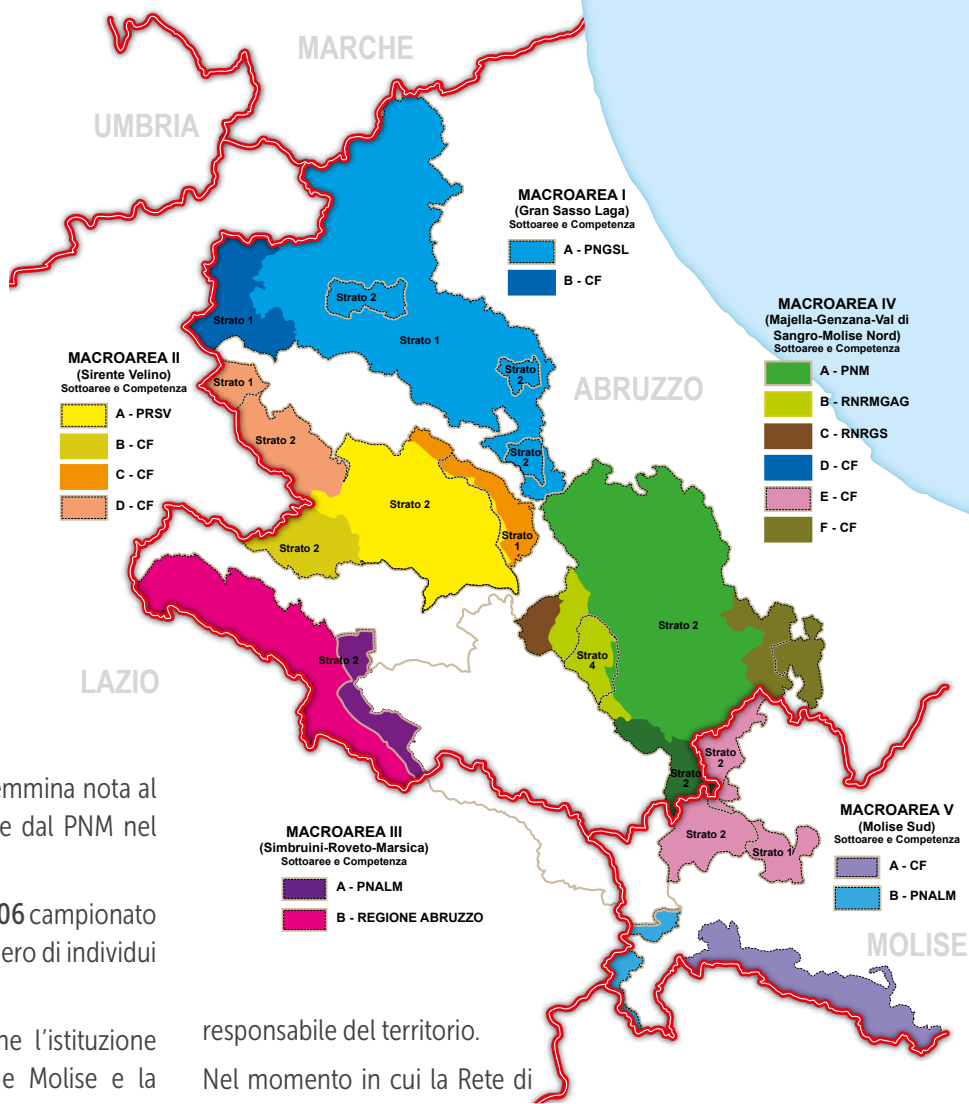 MARCHE
UMBRIA
MACROAREA I
(Gran Sasso Laga)
Sottoaree e Competenza
A - PNGSL
B - CF
Strato 2
Strato 1
Strato 1
Strato 2
Strato 2
ABRUZZO
MACROAREA IV
(Majella-Genzana-Val di
Sangro-Molise Nord)
Sottoaree e Competenza
A - PNM
B - RNRMGAG
C - RNRGS
D - CF
E - CF
F - CF
MACROAREA II
(Sirente Velino)
Sottoaree e Competenza
A - PRSV
B - CF
C - CF
D - CF
Strato 1
Strato 2
Strato 2
Strato 2
Strato
1
Strato 2
Strato
4
Strato 2
LAZIO
Strato
2
Strato
2
Strato 2
Strato 1
MACROAREA III
(Simbruini-Roveto-Marsica)
Sottoaree e Competenza
A - PNALM
B - REGIONE ABRUZZO
MACROAREA V
(Molise Sud)
Sottoaree e Competenza
A - CF
B - PNALM
MOLISE
emmina nota al
e dal PNM nel
06 campionato
ero di individui
ne l'istituzione
e Molise e la
responsabile del territorio.
Nel momento in cui la Rete di